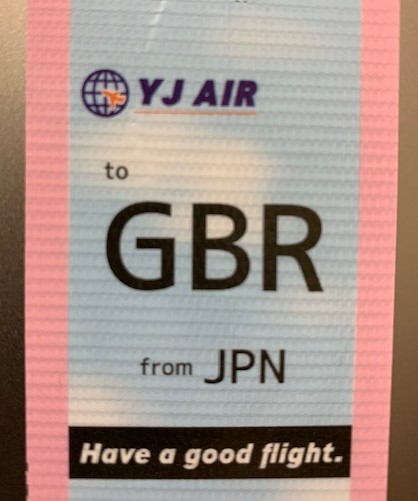 YJ AIR
to
GBR
from JPN
Have a good flight.